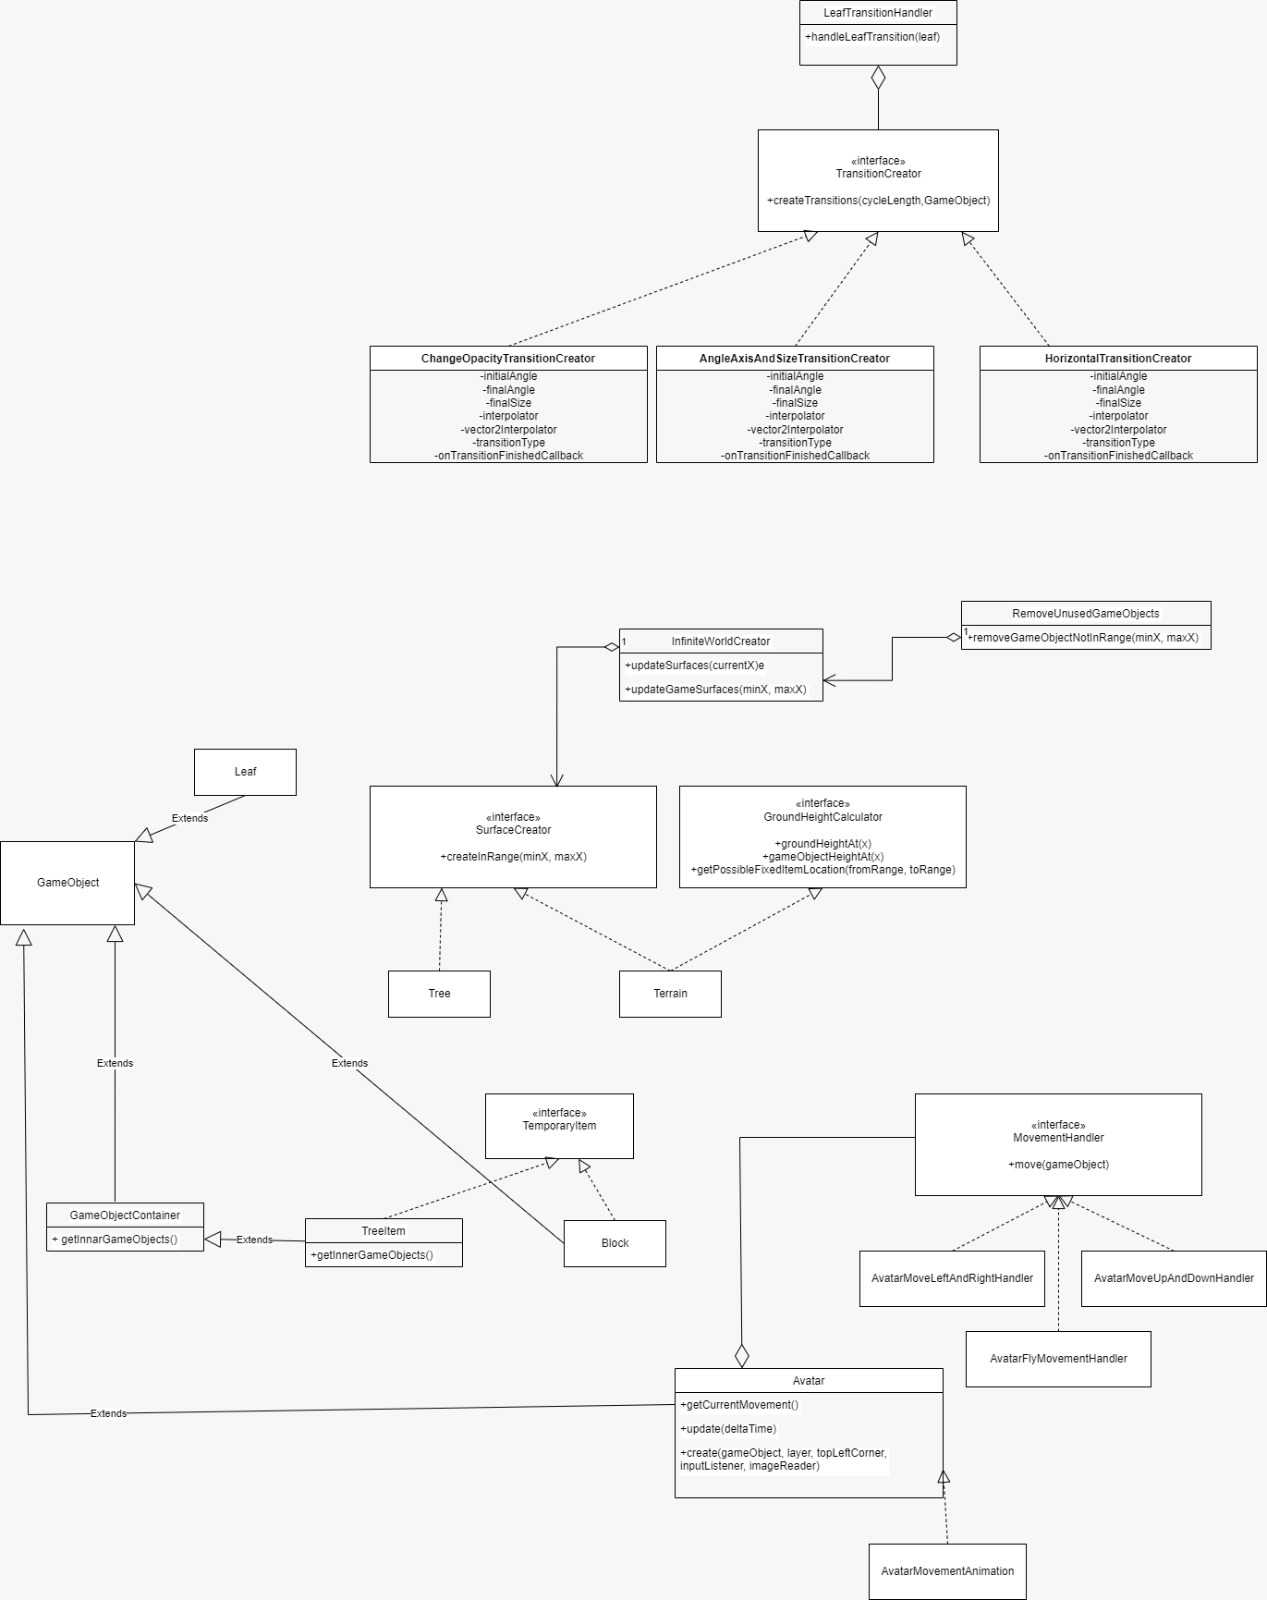 LeafTransitionHandler
+handleLeafTransition(leaf)
«interface»
TransitionCreator
+createTransitions(cycleLength,GameObject)
ChangeOpacityTransitionCreator
-initialAngle
-finalAngle
-finalSize
-interpolator
-vector2Interpolator
-transitionType
-onTransitionFinishedCallback
AngleAxisAndSizeTransitionCreator
-initialAngle
-finalAngle
-finalSize
-interpolator
-vector2Interpolator
-transitionType
-onTransitionFinishedCallback
HorizontalTransitionCreator
-initialAngle
-finalAngle
-finalSize
-interpolator
-vector2Interpolator
-transitionType
-onTransitionFinishedCallback
RemoveUnusedGameObjects
1
+removeGameObjectNotInRange(minX, maxX)
1
InfiniteWorldCreator
+updateSurfaces(currentX)e
+updateGameSurfaces(minX, maxX)
Leaf
Extends
GameObject
«interface»
SurfaceCreator
+createInRange(minX, maxX)
«interface»
GroundHeightCalculator
+groundHeightAt(x)
+gameObjectHeightAt(x)
+getPossibleFixedItemLocation(fromRange, toRange)
Tree
Terrain
Extends
Extends
«interface»
TemporaryItem
«interface»
MovementHandler
+move(gameObject)
GameObjectContainer
+ getInnarGameObjects()
Extends
TreeItem
+getInnerGameObjects()
Block
AvatarMoveLeftAndRightHandler
AvatarMoveUpAndDownHandler
AvatarFlyMovementHandler
Extends
Avatar
+getCurrentMovement()
+update(deltaTime)
+create(gameObject, layer, topLeftCorner,
inputListener, imageReader)
AvatarMovementAnimation